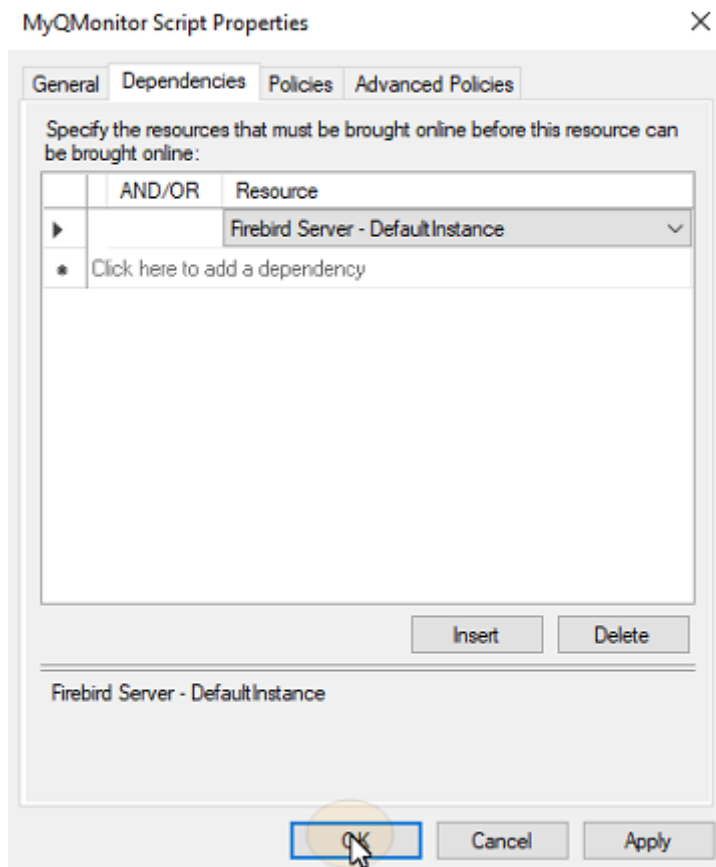 MyQMonitor Script Properties
General Dependencies Policies Advanced Policies
Specify the resources that must be brought online before this resource can
be brought online:
AND/OR Resource
Firebird Server - DefaultInstance
Click here to add a dependency
Insert Delete
Firebird Server - DefaultInstance
OK Cancel Apply